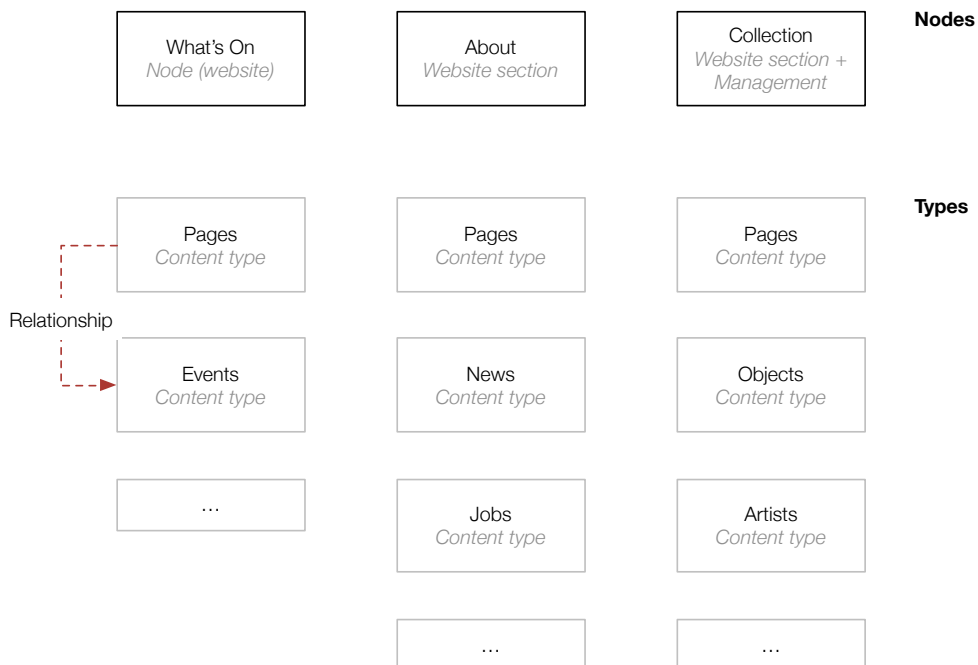 Nodes
What's On
Node (website)
About
Website section
Collection
Website section +
Management
Types
Pages
Content type
Pages
Content type
Pages
Content type
Relationship
Events
Content type
News
Content type
Objects
Content type
…
Jobs
Content type
Artists
Content type
…
…